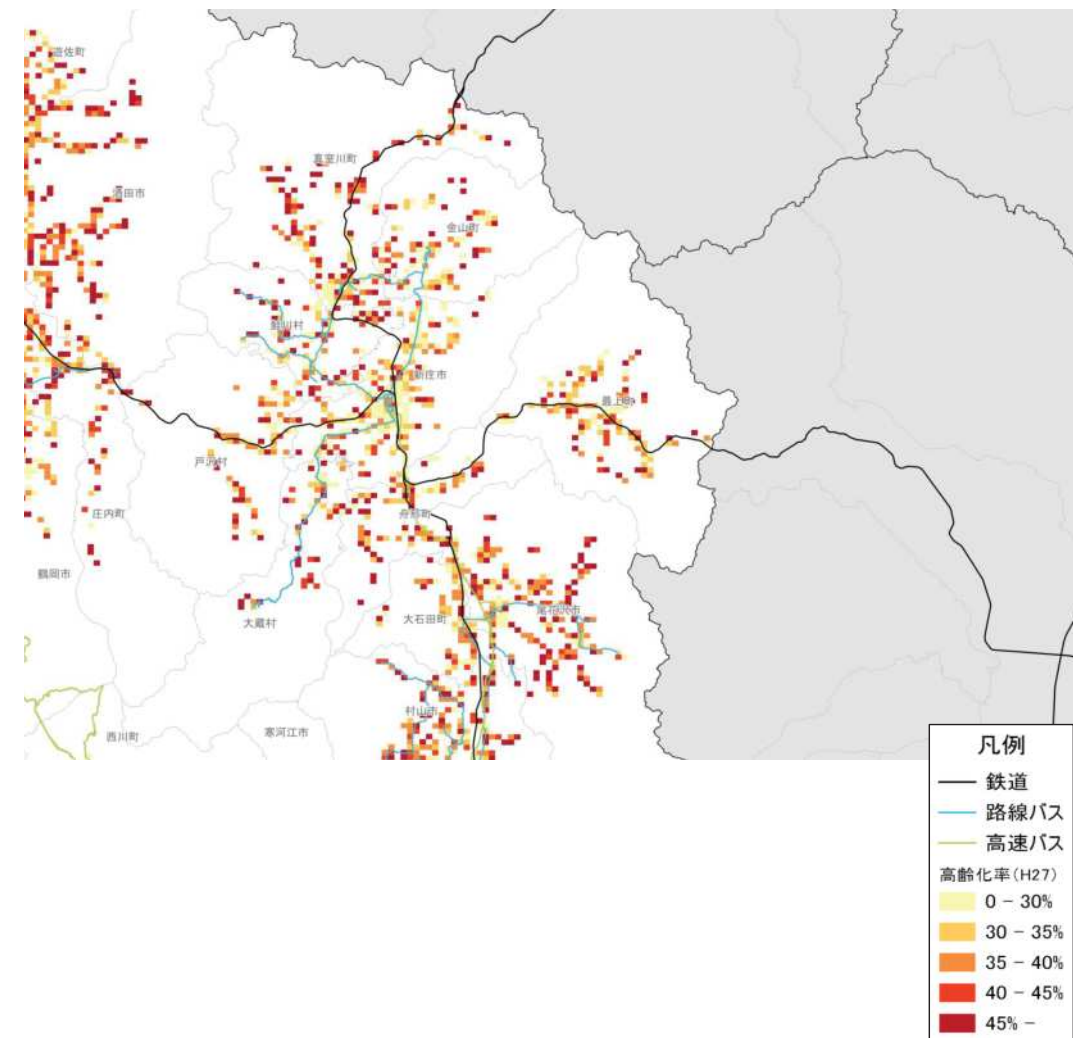 遊佐町
酒田市
真室川町
金山町
鮭川村
新庄市
最上町
戸沢村
庄内町
舟形町
鶴岡市
大蔵村
大石田町
尾花沢市
村山市
西川町
寒河江市
凡例
鉄道
路線バス
高速バス
高齢化率(H27)
0 - 30%
30 - 35%
35 - 40%
40 - 45%
45% -